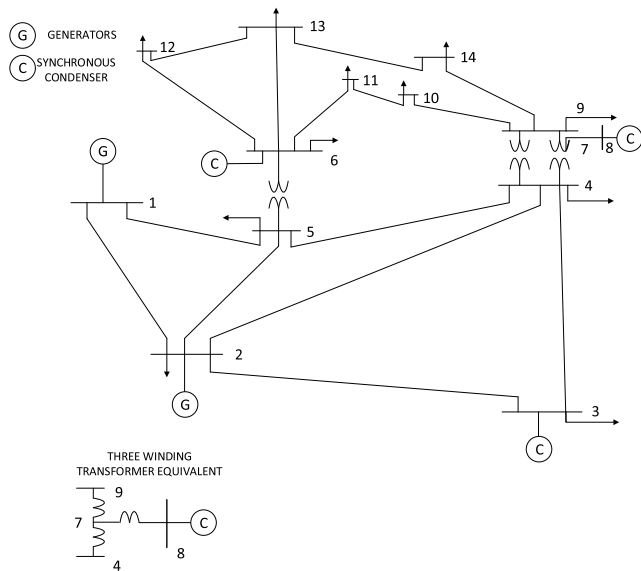 G GENERATORS
C SYNCHRONOUS
CONDENSER
13
12
14
11
10
9
G
C
6
7
8
C
1
4
5
2
G
3
C
THREE WINDING
TRANSFORMER EQUIVALENT
9
7
C
8
4